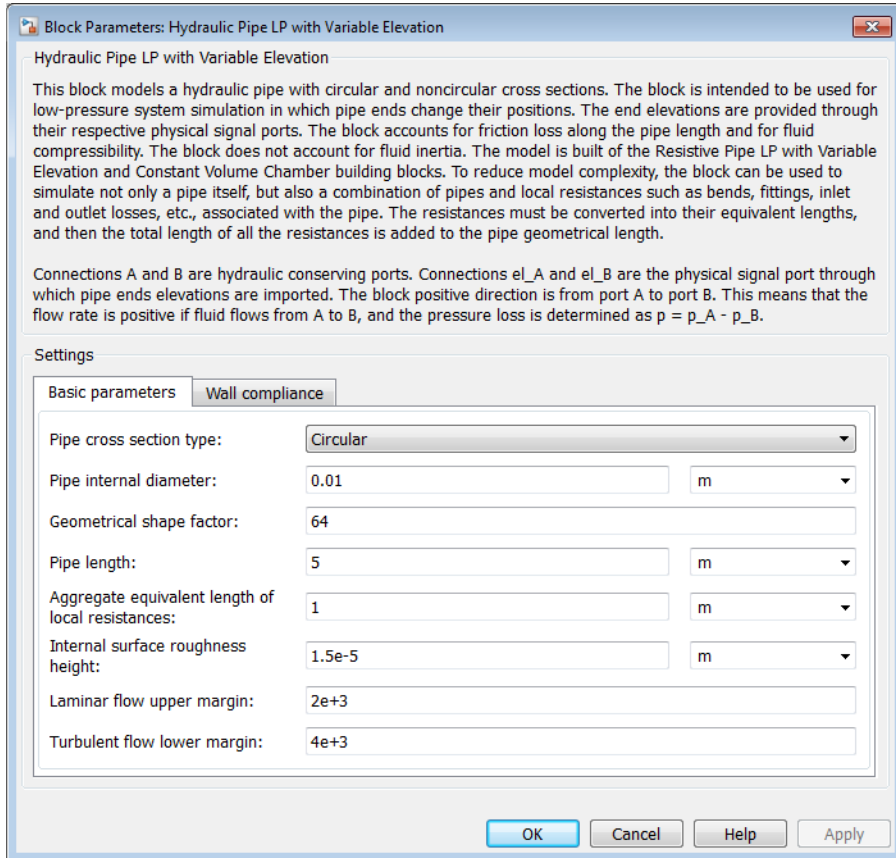 Block Parameters: Hydraulic Pipe LP with Variable Elevation
Hydraulic Pipe LP with Variable Elevation
This block models a hydraulic pipe with circular and noncircular cross sections. The block is intended to be used for
low-pressure system simulation in which pipe ends change their positions. The end elevations are provided through
their respective physical signal ports. The block accounts for friction loss along the pipe length and for fluid
compressibility. The block does not account for fluid inertia. The model is built of the Resistive Pipe LP with Variable
Elevation and Constant Volume Chamber building blocks. To reduce model complexity, the block can be used to
simulate not only a pipe itself, but also a combination of pipes and local resistances such as bends, fittings, inlet
and outlet losses, etc., associated with the pipe. The resistances must be converted into their equivalent lengths,
and then the total length of all the resistances is added to the pipe geometrical length.
Connections A and B are hydraulic conserving ports. Connections el_A and el_B are the physical signal port through
which pipe ends elevations are imported. The block positive direction is from port A to port B. This means that the
flow rate is positive if fluid flows from A to B, and the pressure loss is determined as p = p_A - p_B.
Settings
Basic parameters Wall compliance
Pipe cross section type: Circular
Pipe internal diameter: 0.01 m
Geometrical shape factor: 64
Pipe length: 5 m
Aggregate equivalent length of
local resistances: 1 m
Internal surface roughness
height: 1.5e-5 m
Laminar flow upper margin: 2e+3
Turbulent flow lower margin: 4e+3
OK Cancel Help Apply